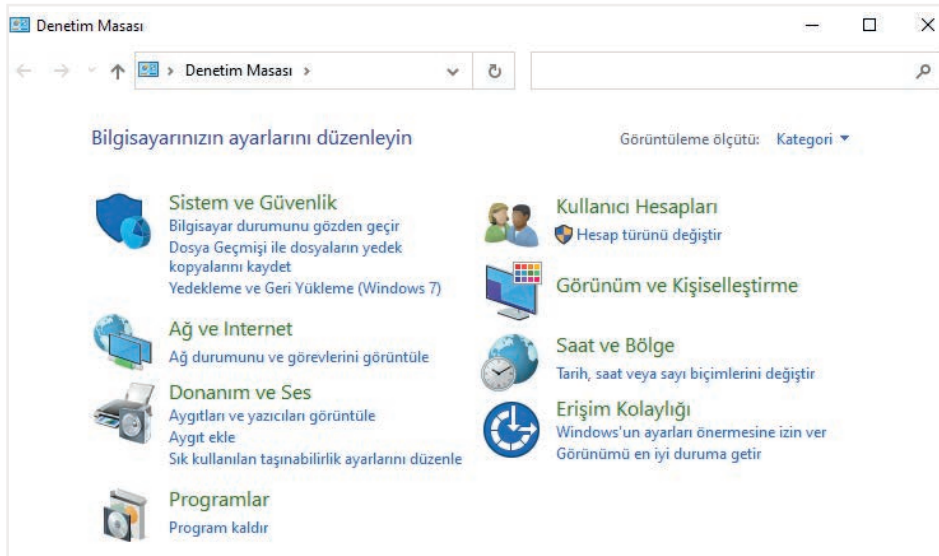 Denetim Masası
Denetim Masası
Bilgisayarınızın ayarlarını düzenleyin
Görüntüleme ölçütü: Kategori
Sistem ve Güvenlik
Bilgisayar durumunu gözden geçir
Dosya Geçmişi ile dosyaların yedek
kopyalarını kaydet
Yedekleme ve Geri Yükleme (Windows 7)
Ağ ve Internet
Ağ durumunu ve görevlerini görüntüle
Donanım ve Ses
Aygıtları ve yazıcıları görüntüle
Aygıt ekle
Sık kullanılan taşınabilirlik ayarlarını düzenle
Programlar
Program kaldır
Kullanıcı Hesapları
Hesap türünü değiştir
Görünüm ve Kişiselleştirme
Saat ve Bölge
Tarih, saat veya sayı biçimlerini değiştir
Erişim Kolaylığı
Windows'un ayarları önermesine izin ver
Görünümü en iyi duruma getir